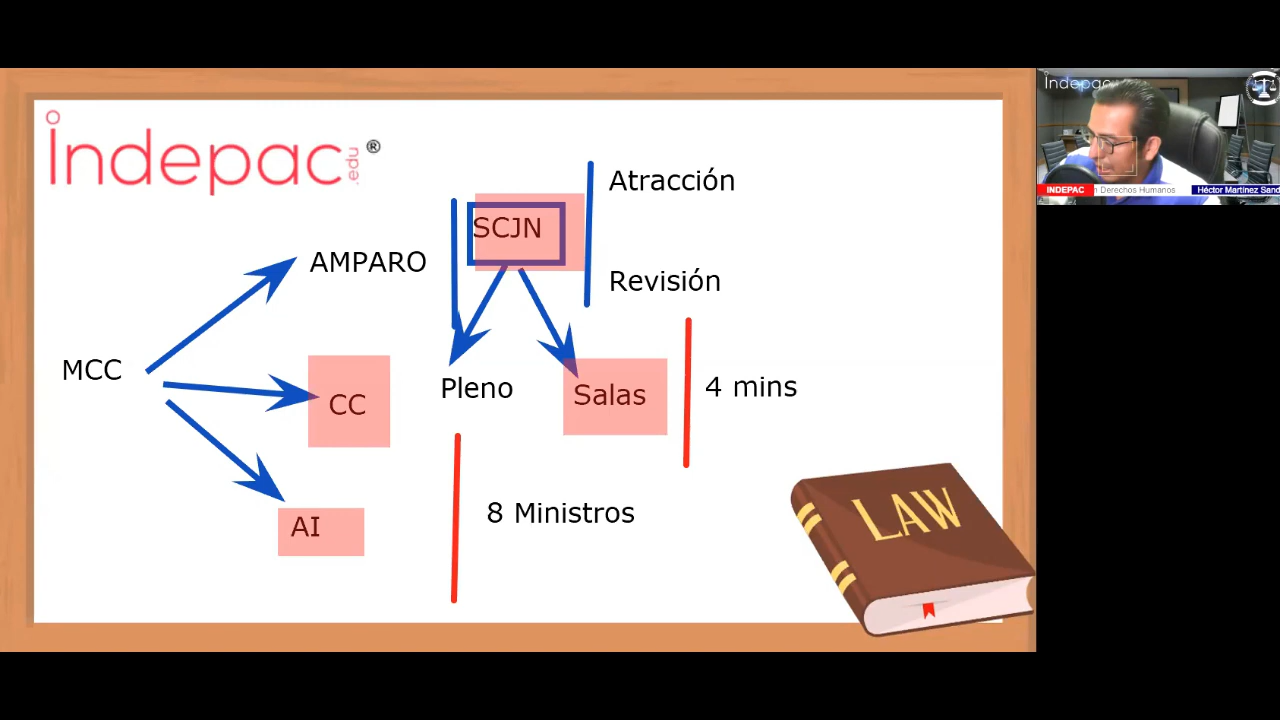 Indepac.edu®
Atracción
SCJN
AMPARO
Revisión
MCC
Pleno
Salas
4 mins
CC
8 Ministros
AI
LAW
Indepac
INDEPAC
n Derechos Humanos
Héctor Martínez Sand